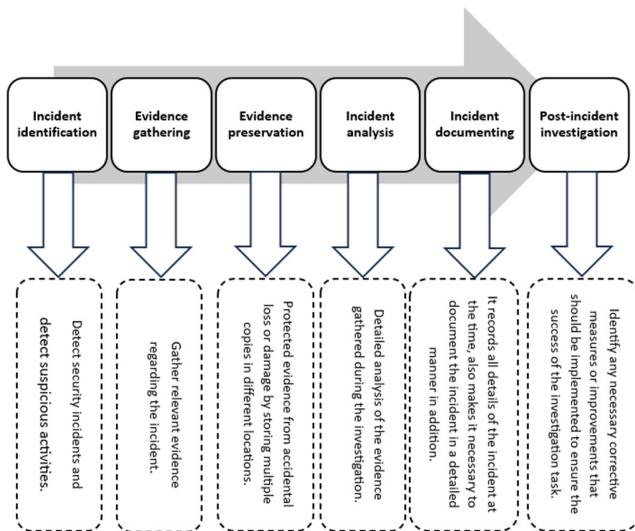 Incident
identification
Evidence
gathering
Evidence
preservation
Incident
analysis
Incident
documenting
Post-incident
investigation
Detect security incidents and
detect suspicious activities.
Gather relevant evidence
regarding the incident.
Protected evidence from accidental
loss or damage by storing multiple
copies in different locations.
Detailed analysis of the evidence
gathered during the investigation.
It records all details of the incident at
the time, also makes it necessary to
document the incident in a detailed
manner in addition.
Identify any necessary corrective
measures or improvements that
should be implemented to ensure the
success of the investigation task.